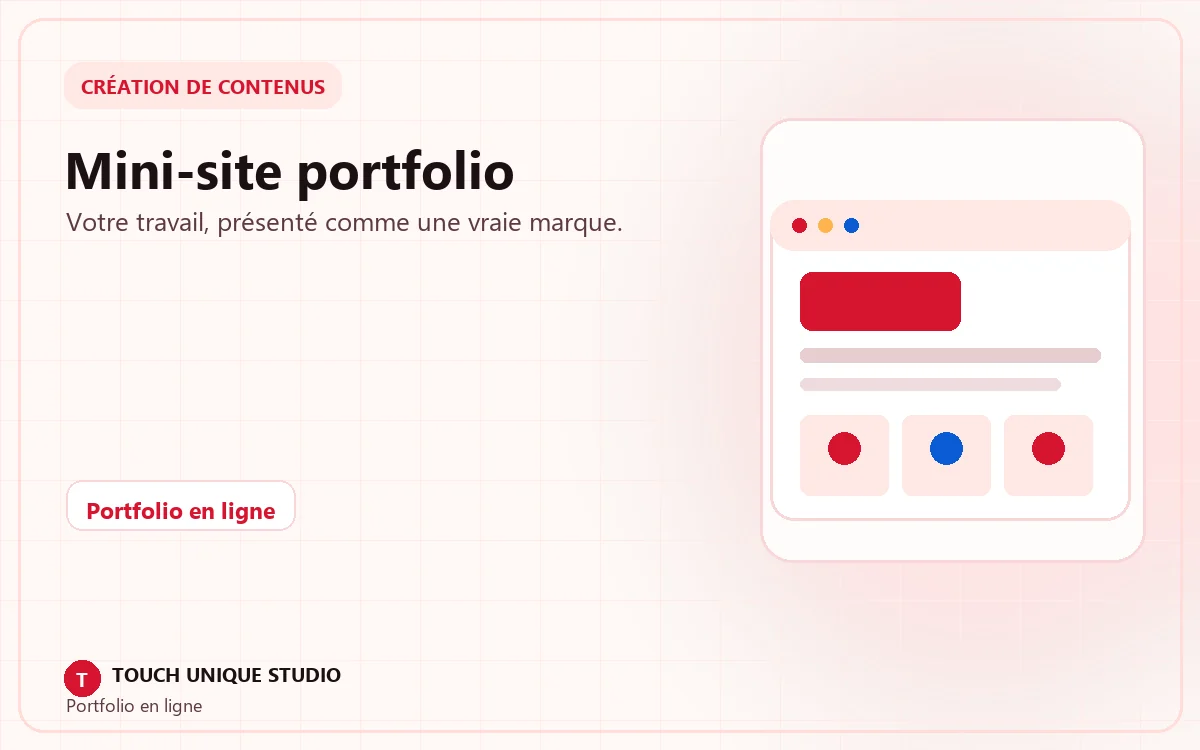 CRÉATION DE CONTENUS
Mini-site portfolio
Votre travail, présenté comme une vraie marque.
Portfolio en ligne
T
TOUCH UNIQUE STUDIO
Portfolio en ligne